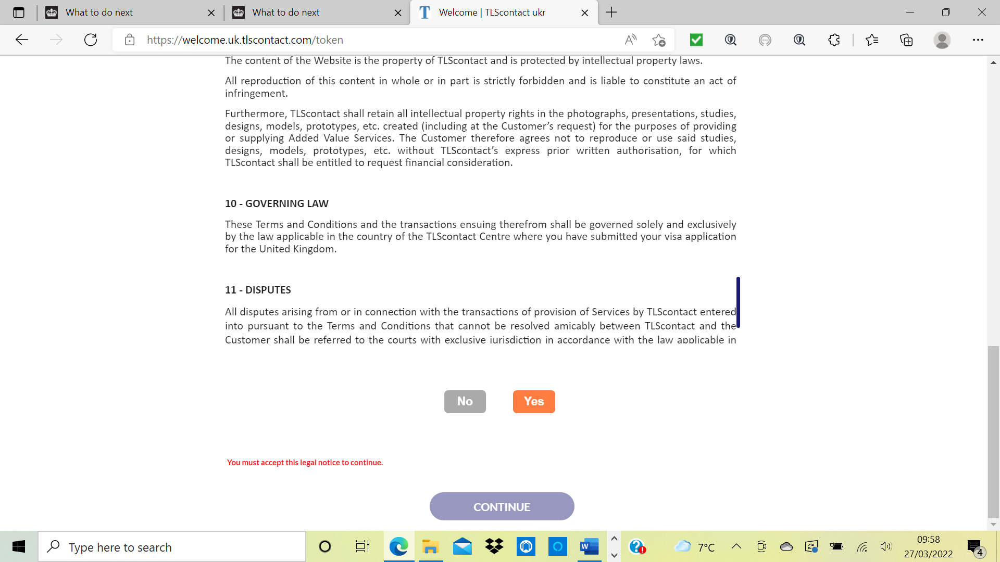 What to do next
What to do next
Welcome | TLScontact ukr
https://welcome.uk.tlscontact.com/token
The content of the Website is the property of TLScontact and is protected by intellectual property laws.
All reproduction of this content in whole or in part is strictly forbidden and is liable to constitute an act of
infringement.
Furthermore, TLScontact shall retain all intellectual property rights in the photographs, presentations, studies,
designs, models, prototypes, etc. created (including at the Customer’s request) for the purposes of providing
or supplying Added Value Services. The Customer therefore agrees not to reproduce or use said studies,
designs, models, prototypes, etc. without TLScontact’s express prior written authorisation, for which
TLScontact shall be entitled to request financial consideration.
10 - GOVERNING LAW
These Terms and Conditions and the transactions ensuing therefrom shall be governed solely and exclusively
by the law applicable in the country of the TLScontact Centre where you have submitted your visa application
for the United Kingdom.
11 - DISPUTES
All disputes arising from or in connection with the transactions of provision of Services by TLScontact entered
into pursuant to the Terms and Conditions that cannot be resolved amicably between TLScontact and the
Customer shall be referred to the courts with exclusive jurisdiction in accordance with the law applicable in
No
Yes
You must accept this legal notice to continue.
CONTINUE
Type here to search
7°C
09:58
27/03/2022
4